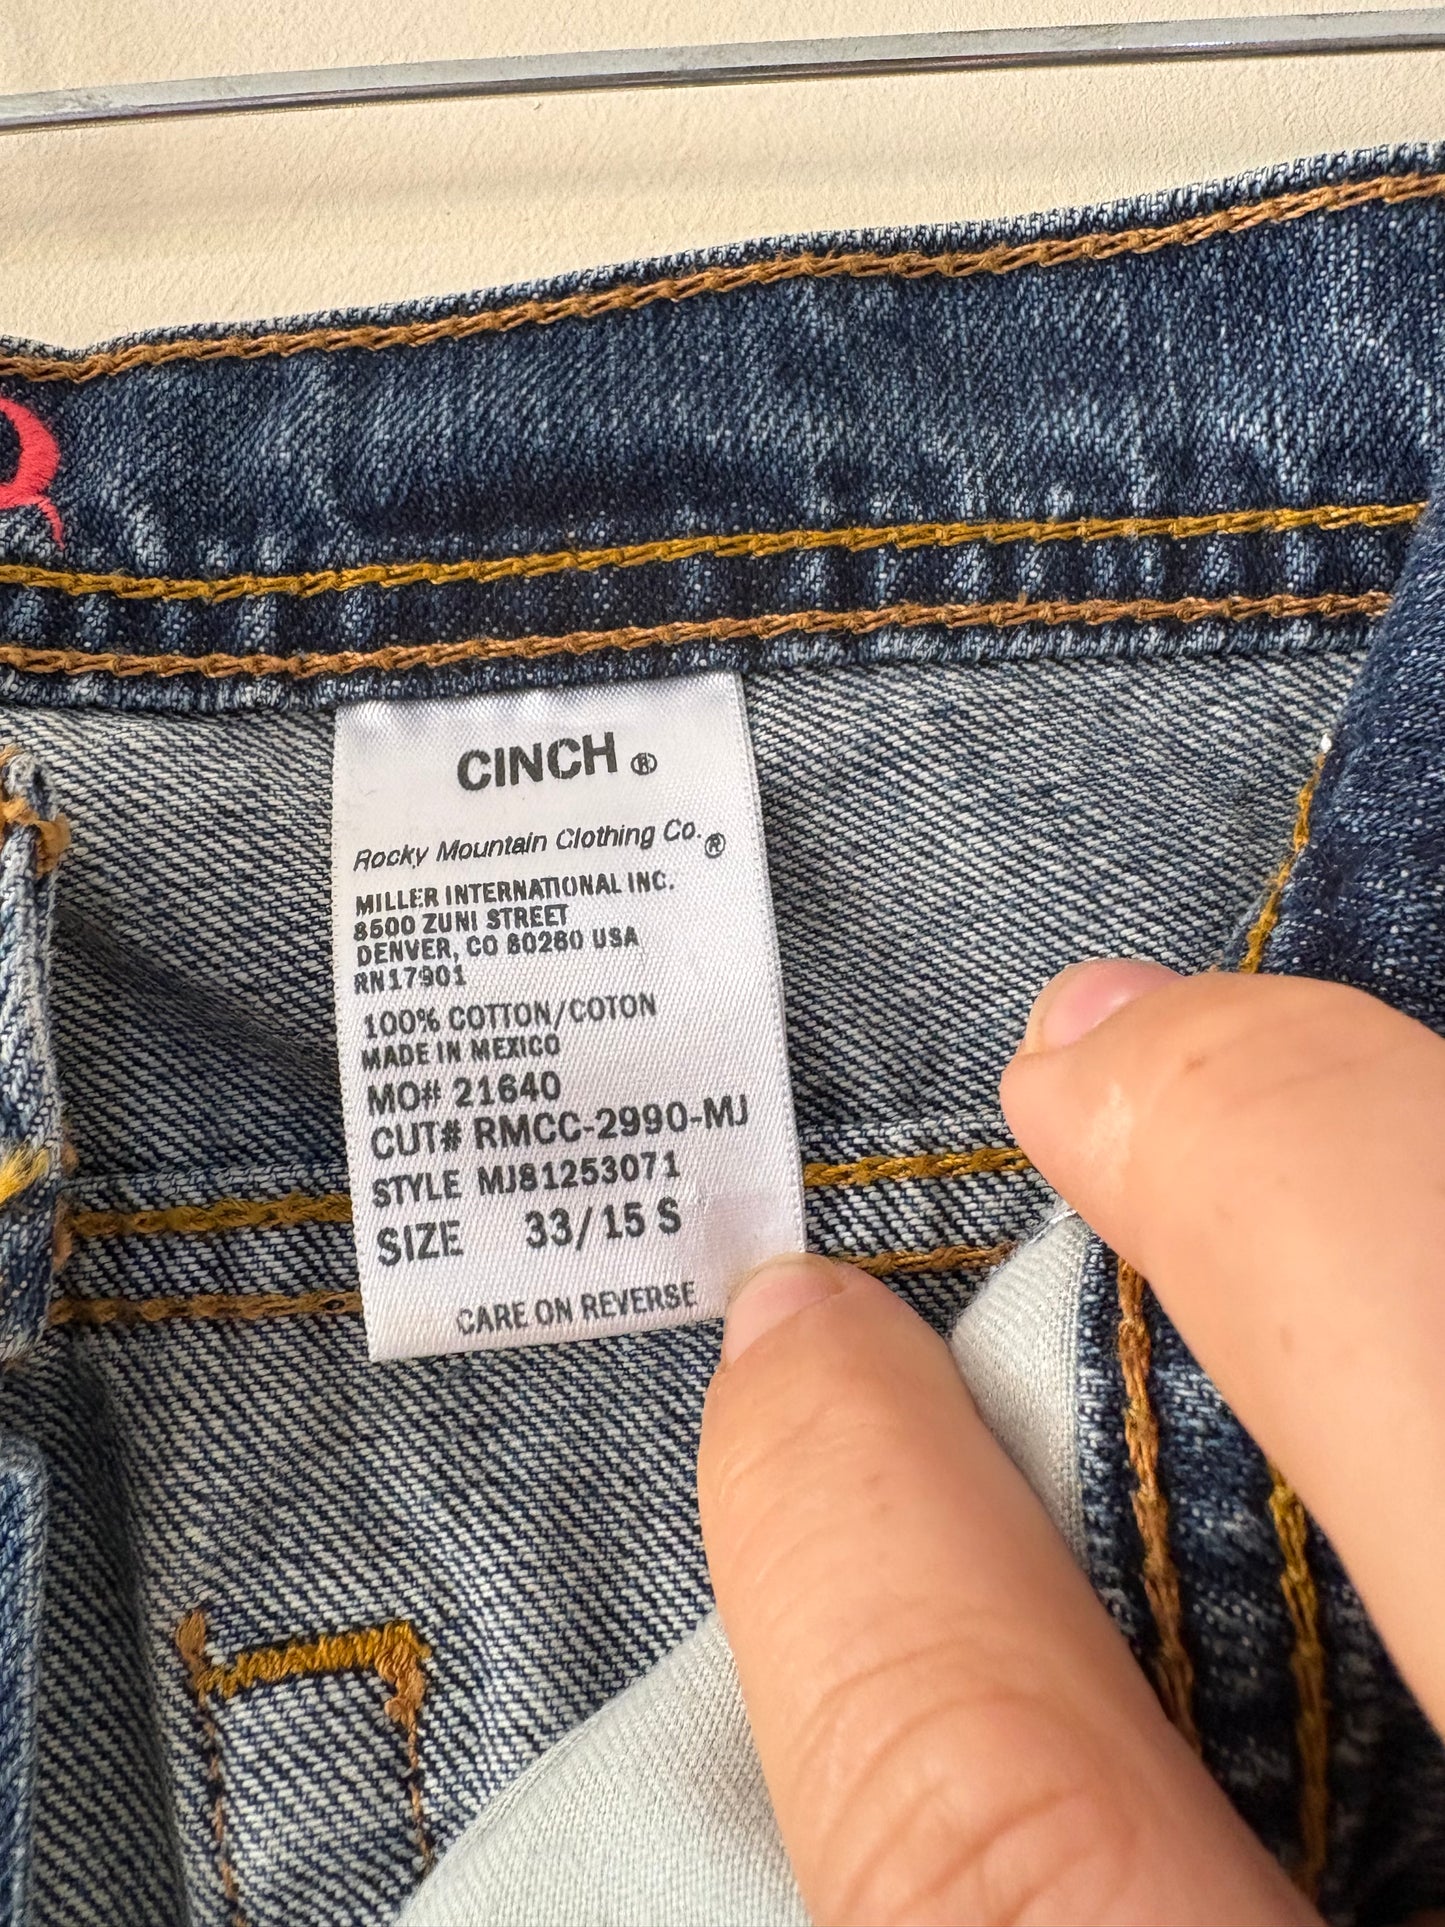 CINCH ®
Rocky Mountain Clothing Co. ®
MILLER INTERNATIONAL INC.
8500 ZUNI STREET
DENVER, CO 80260 USA
RN17901
100% COTTON/COTON
MADE IN MEXICO
MO# 21640
CUT# RMCC-2990-MJ
STYLE MJ81253071
SIZE 33/15 S
CARE ON REVERSE